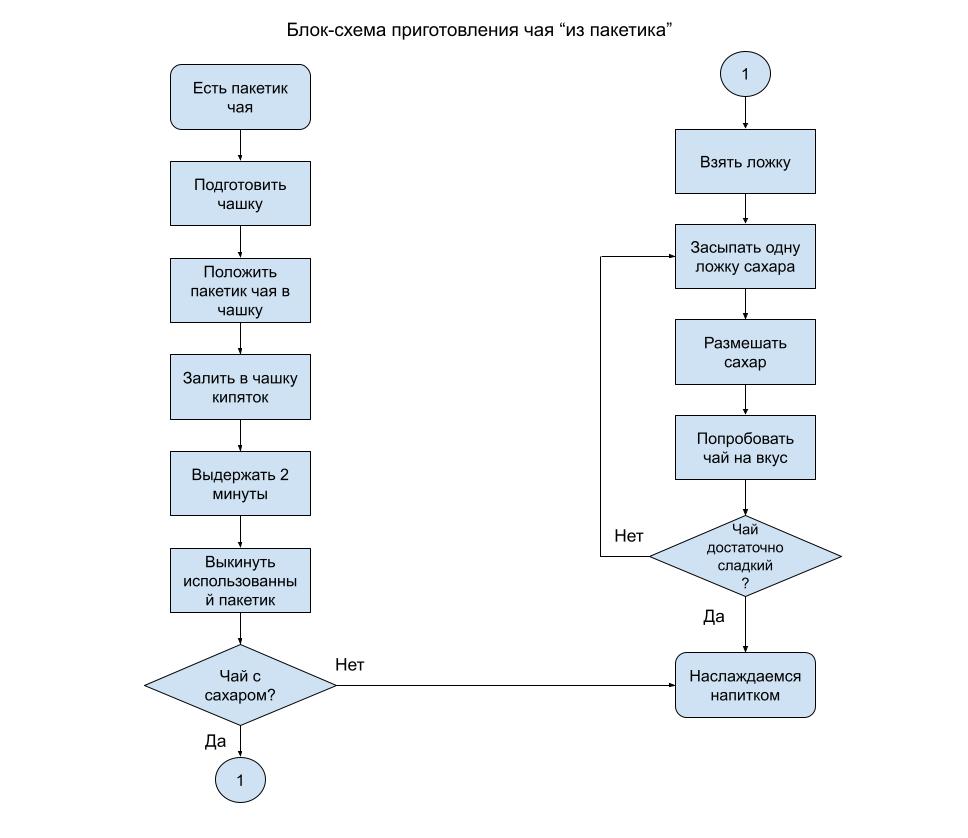 Блок-схема приготовления чая “из пакетика”
Есть пакетик
чая
Подготовить
чашку
Положить
пакетик чая в
чашку
Залить в чашку
кипяток
Выдержать 2
минуты
Выкинуть
использованны
й пакетик
Чай с
сахаром?
Нет
Да
1
1
Взять ложку
Засыпать одну
ложку сахара
Размешать
сахар
Попробовать
чай на вкус
Чай
достаточно
сладкий
?
Нет
Да
Наслаждаемся
напитком